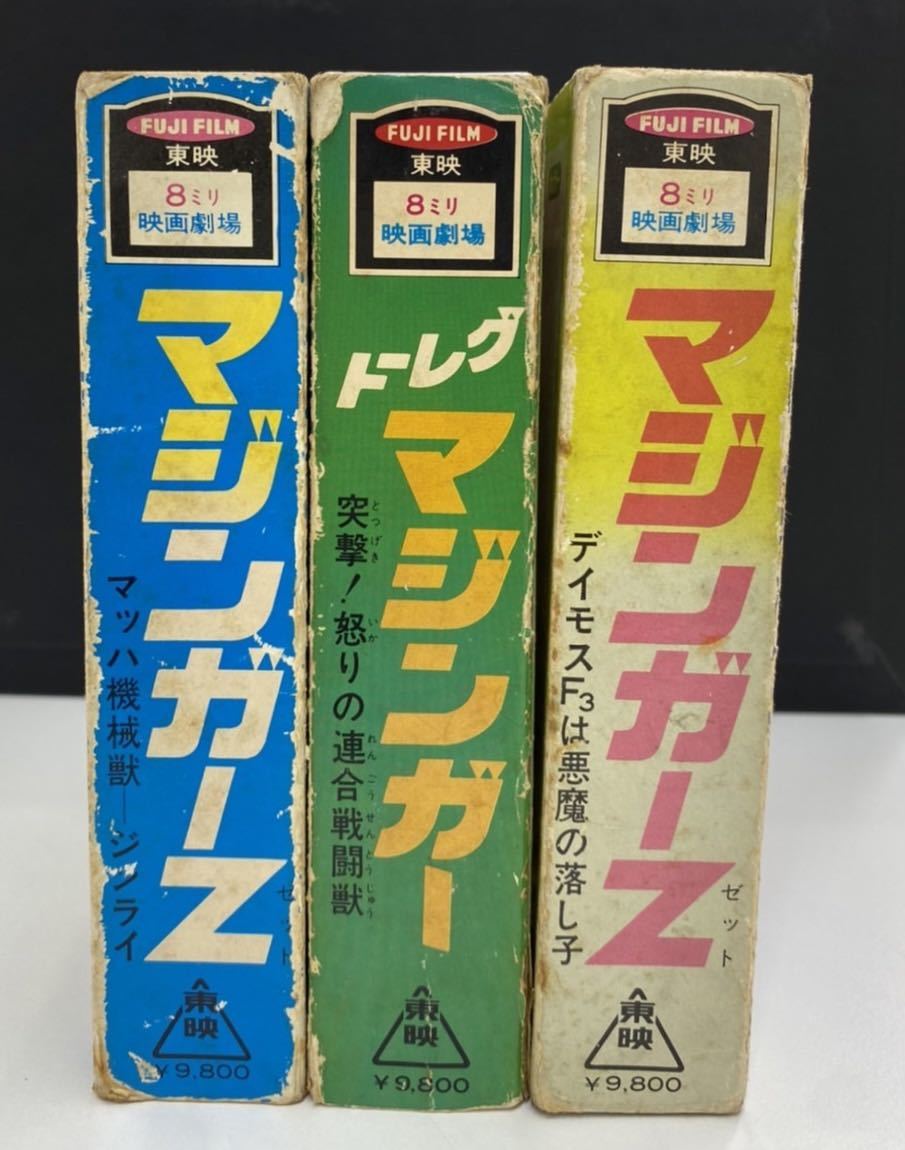 FUJI FILM
東映
8ミリ
映画劇場
マジンガーZ
ゼット
マッハ機械獣―ジンライ
東映
￥9,800
FUJI FILM
東映
8ミリ
映画劇場
グレート
マジンガー
突撃!怒りの連合戦闘獣
とつげき
いか
れんごうせんとうじゅう
東映
￥9,800
FUJI FILM
東映
8ミリ
映画劇場
マジンガーZ
ゼット
デイモスF3は悪魔の落し子
東映
￥9,800